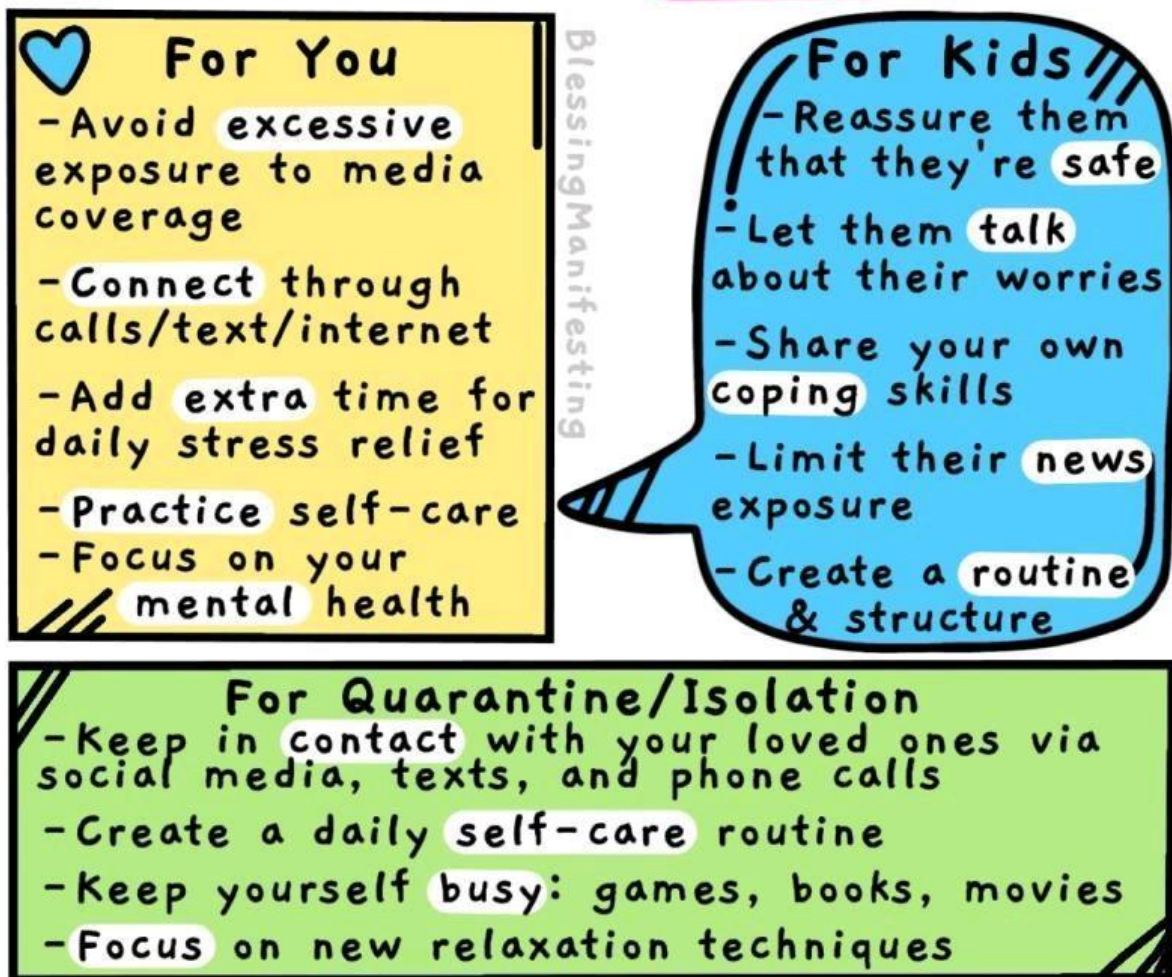 For You
-Avoid excessive
exposure to media
coverage
-Connect through
calls/text/internet
-Add extra time for
daily stress relief
-Practice self-care
-Focus on your
mental health
BlessingManifesting
For Kids
-Reassure them
that they're safe
-Let them talk
about their worries
-Share your own
coping skills
-Limit their news
exposure
-Create a routine
& structure
For Quarantine/Isolation
-Keep in contact with your loved ones via
social media, texts, and phone calls
-Create a daily self-care routine
-Keep yourself busy: games, books, movies
-Focus on new relaxation techniques